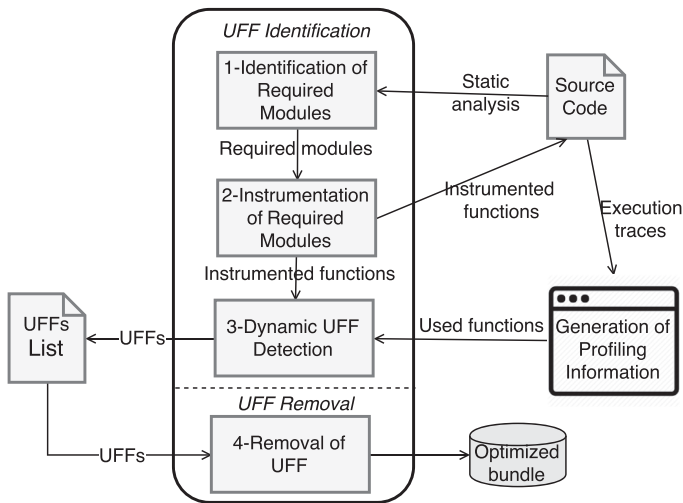 UFF Identification
1-Identification of
Required
Modules
Static
analysis
Source
Code
Required modules
2-Instrumentation
of Required
Modules
Instrumented
functions
Execution
traces
Instrumented functions
UFFs
List
UFFs
3-Dynamic UFF
Detection
Used functions
Generation of
Profiling
Information
UFF Removal
UFFs
4-Removal of
UFF
Optimized
bundle